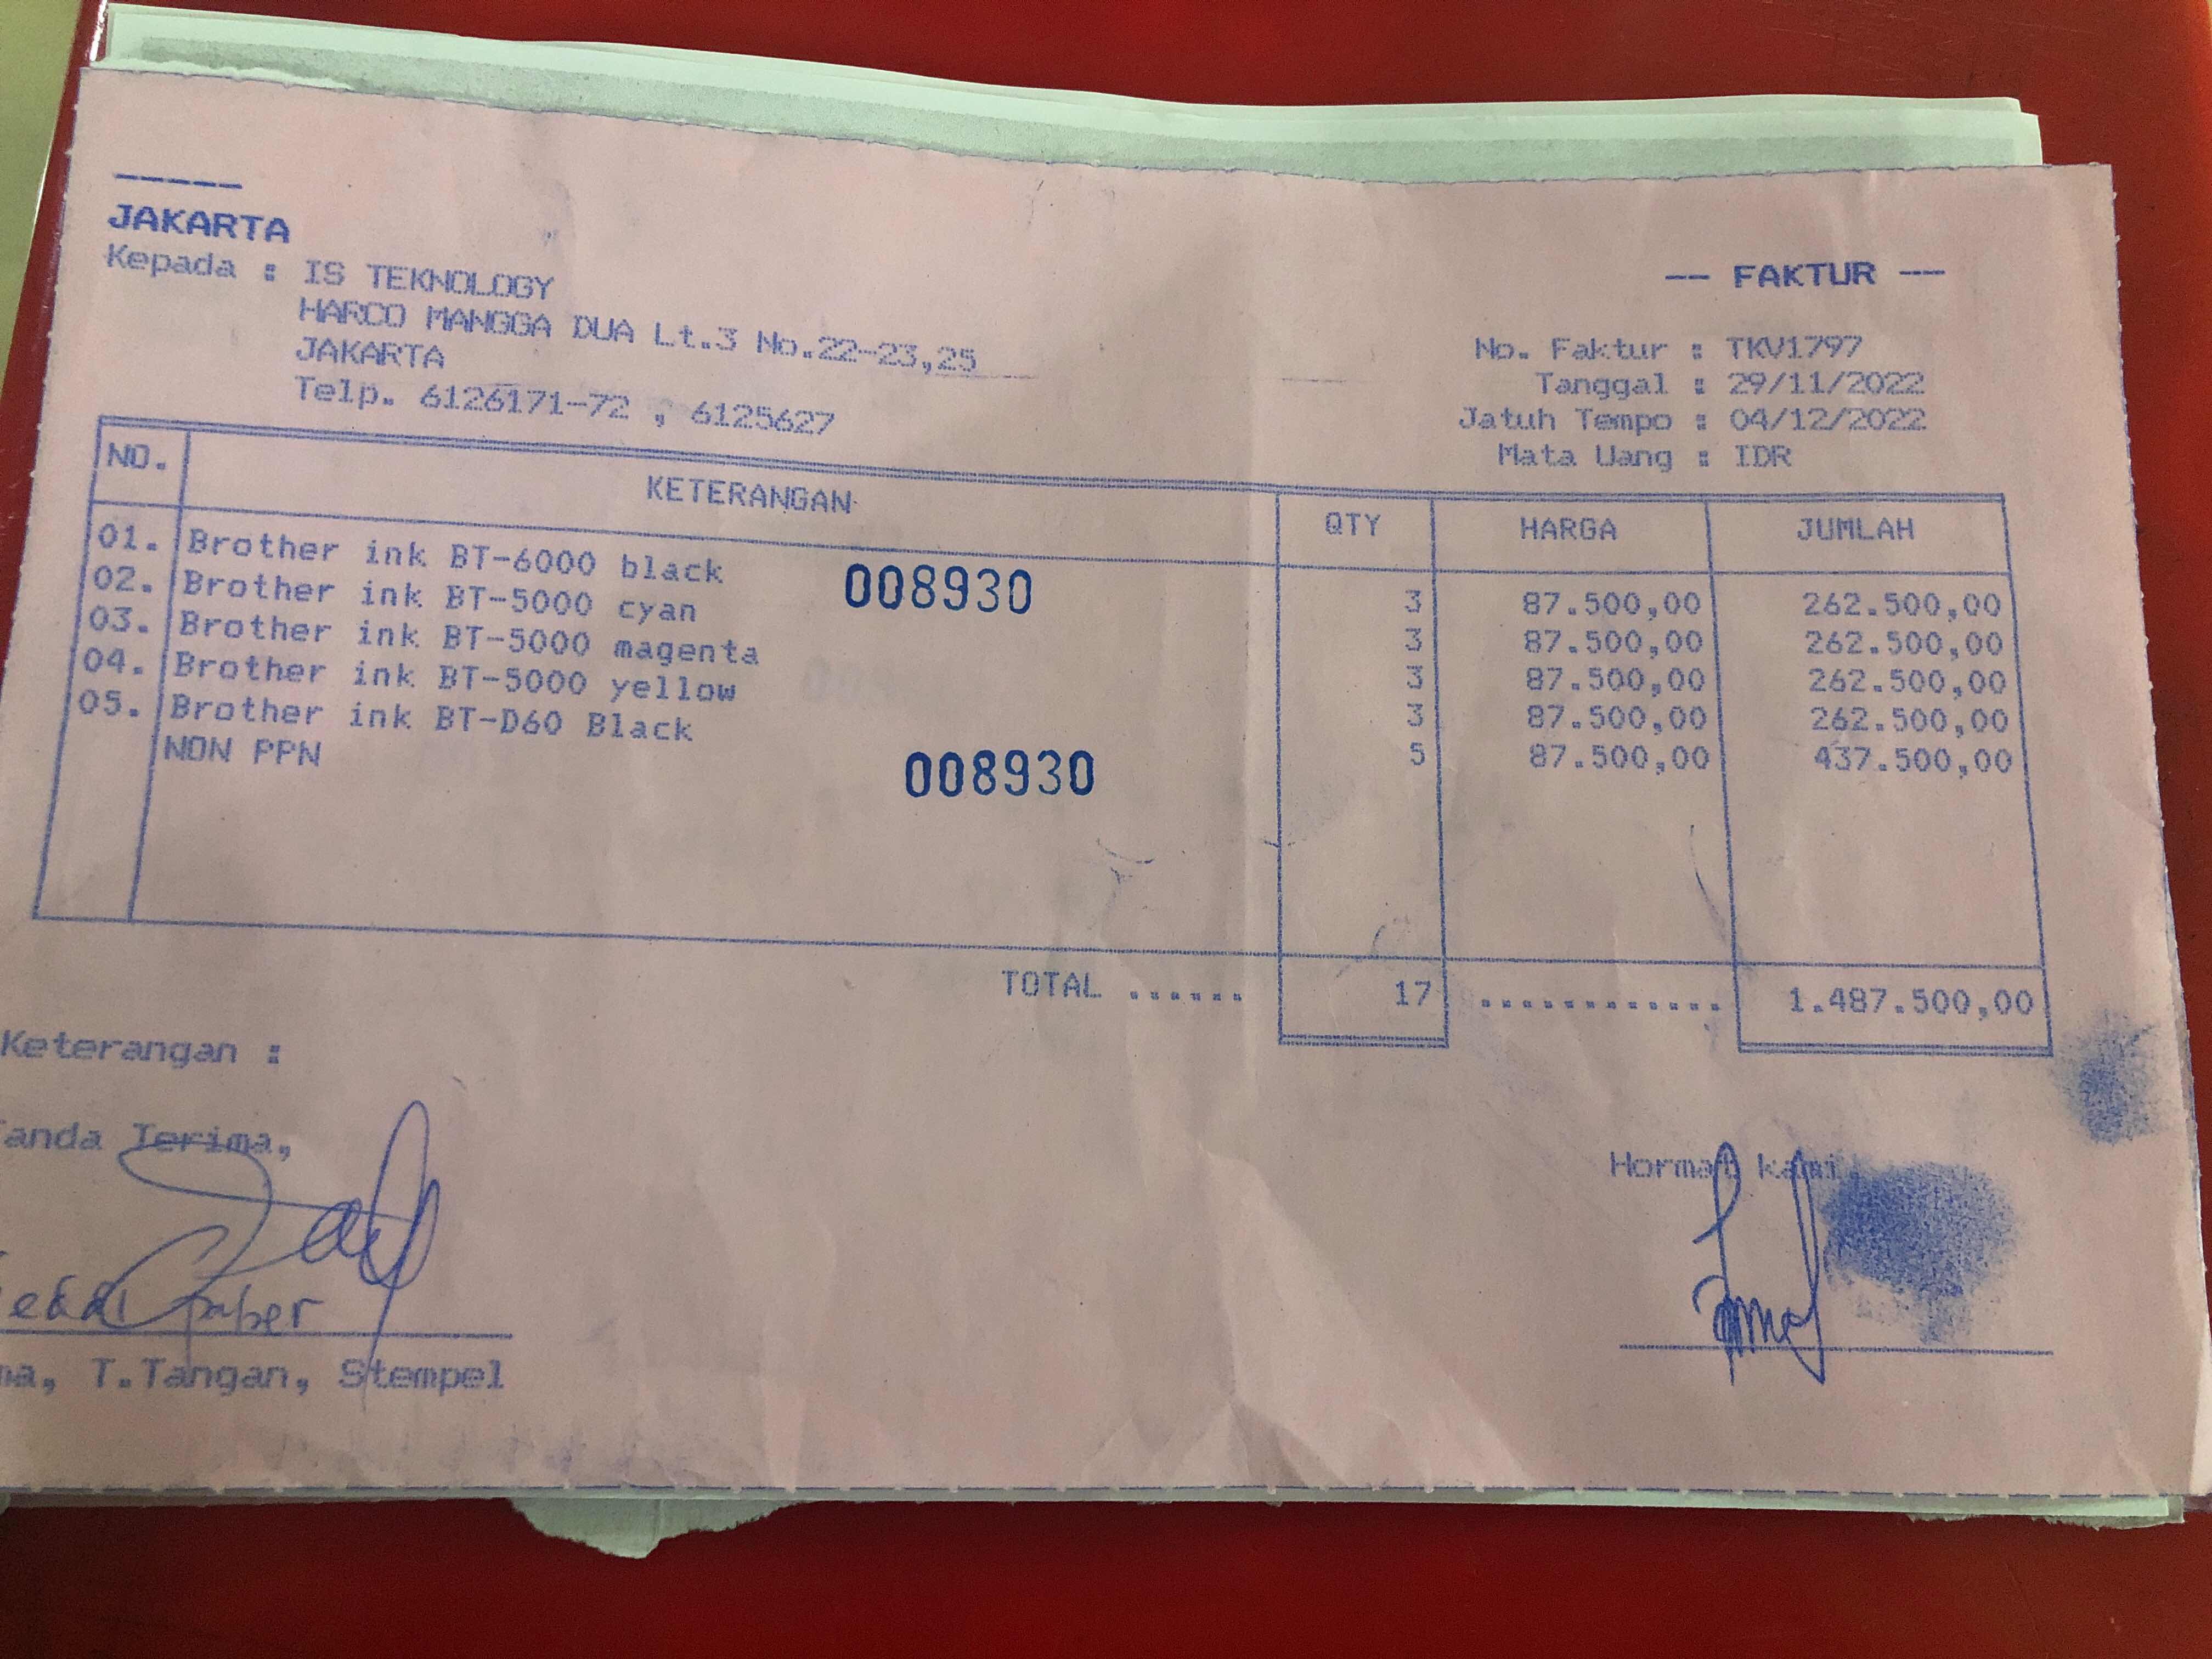 -----
JAKARTA
Kepada : IS TEKNOLOGY
HARCO MANGGA DUA Lt.3 No.22-23,25
JAKARTA
Telp. 6126171-72 , 6125627
-- FAKTUR --
No. Faktur : TKV1797
Tanggal : 29/11/2022
Jatuh Tempo : 04/12/2022
Mata Uang : IDR
NO. KETERANGAN QTY HARGA JUMLAH
01. Brother ink BT-6000 black 3 87.500,00 262.500,00
02. Brother ink BT-5000 cyan 3 87.500,00 262.500,00
03. Brother ink BT-5000 magenta 3 87.500,00 262.500,00
04. Brother ink BT-5000 yellow 3 87.500,00 262.500,00
05. Brother ink BT-D60 Black 5 87.500,00 437.500,00
NON PPN
008930
008930
TOTAL ...... 17 ............ 1.487.500,00
Keterangan :
anda Terima,
Hormat kami,
ma, T.Tangan, Stempel